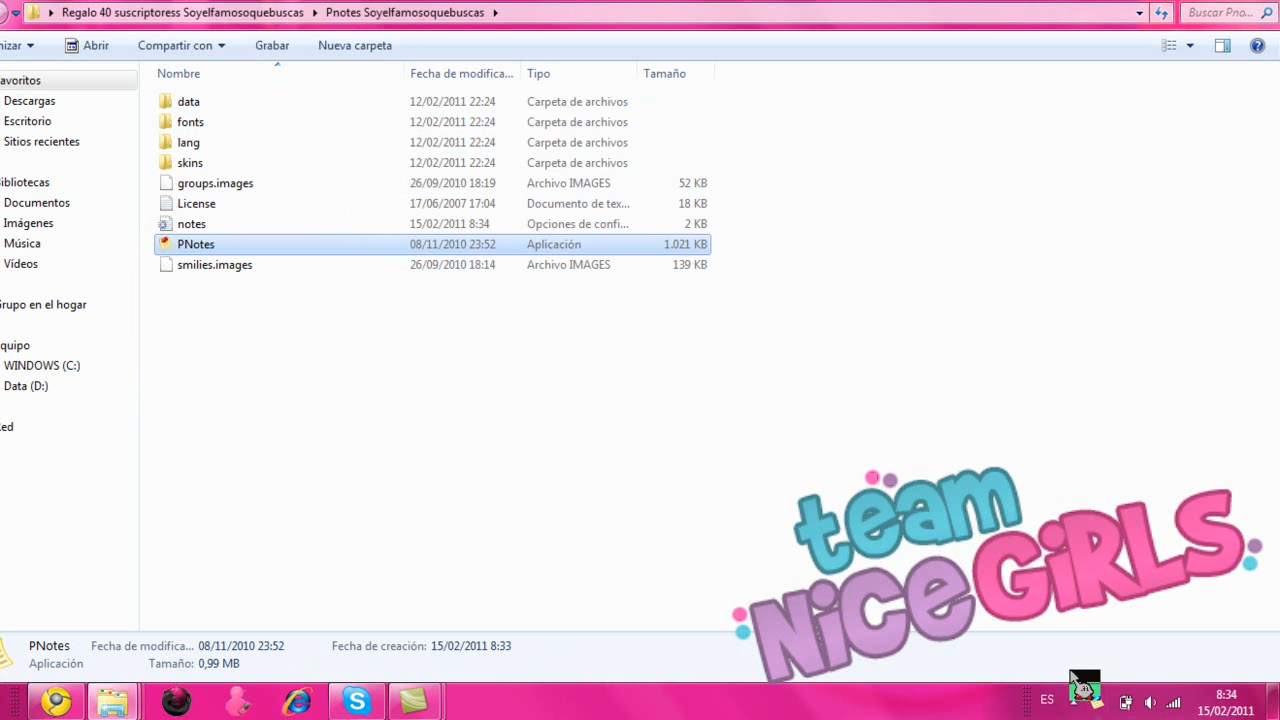 Regalo 40 suscriptoress Soyelfamosoquebuscas Pnotes Soyelfamosoquebuscas Buscar Pno...
nizar Abrir Compartir con Grabar Nueva carpeta
Nombre Fecha de modifica... Tipo Tamaño
avoritos
Descargas
Escritorio
Sitios recientes
Bibliotecas
Documentos
Imágenes
Música
Vídeos
Grupo en el hogar
quipo
WINDOWS (C:)
Data (D:)
Red
data 12/02/2011 22:24 Carpeta de archivos
fonts 12/02/2011 22:24 Carpeta de archivos
lang 12/02/2011 22:24 Carpeta de archivos
skins 12/02/2011 22:24 Carpeta de archivos
groups.images 26/09/2010 18:19 Archivo IMAGES 52 KB
License 17/06/2007 17:04 Documento de tex... 18 KB
notes 15/02/2011 8:34 Opciones de confi... 2 KB
PNotes 08/11/2010 23:52 Aplicación 1.021 KB
smilies.images 26/09/2010 18:14 Archivo IMAGES 139 KB
team
NiCe GiRLS
PNotes Fecha de modifica... 08/11/2010 23:52 Fecha de creación: 15/02/2011 8:33
Aplicación Tamaño: 0,99 MB
ES 8:34
15/02/2011